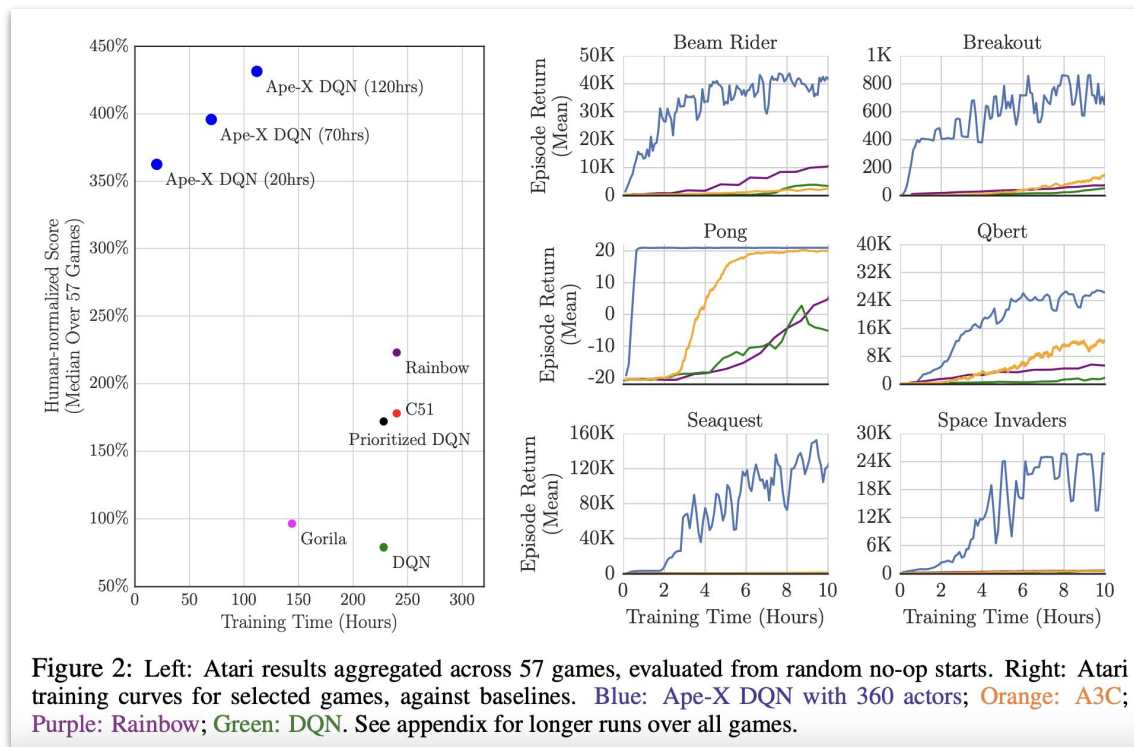 450%
400%
350%
300%
250%
200%
150%
100%
50%
Human-normalized Score
(Median Over 57 Games)
Ape-X DQN (120hrs)
Ape-X DQN (70hrs)
Ape-X DQN (20hrs)
Rainbow
C51
Prioritized DQN
Gorila
DQN
0 50 100 150 200 250 300
Training Time (Hours)
Beam Rider
50K
40K
30K
20K
10K
0
Episode Return
(Mean)
Breakout
1K
800
600
400
200
0
Pong
20
10
0
−10
−20
Episode Return
(Mean)
Qbert
40K
32K
24K
16K
8K
0
Seaquest
160K
120K
80K
40K
0
Episode Return
(Mean)
0 2 4 6 8 10
Training Time (Hours)
Space Invaders
30K
24K
18K
12K
6K
0
0 2 4 6 8 10
Training Time (Hours)
Figure 2: Left: Atari results aggregated across 57 games, evaluated from random no-op starts. Right: Atari
training curves for selected games, against baselines. Blue: Ape-X DQN with 360 actors; Orange: A3C;
Purple: Rainbow; Green: DQN. See appendix for longer runs over all games.